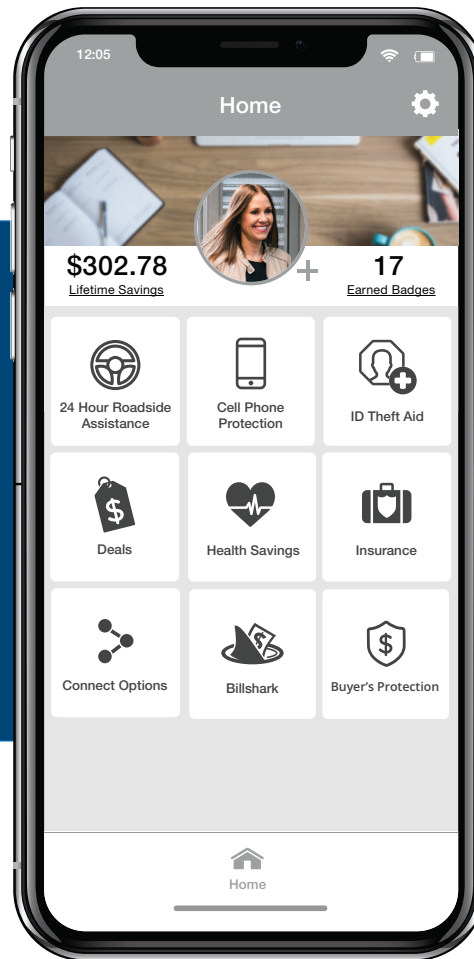 12:05
Home
$302.78
Lifetime Savings
17
Earned Badges
24 Hour Roadside
Assistance
Cell Phone
Protection
ID Theft Aid
$
Deals
Health Savings
Insurance
Connect Options
$
Billshark
$
Buyer's Protection
Home